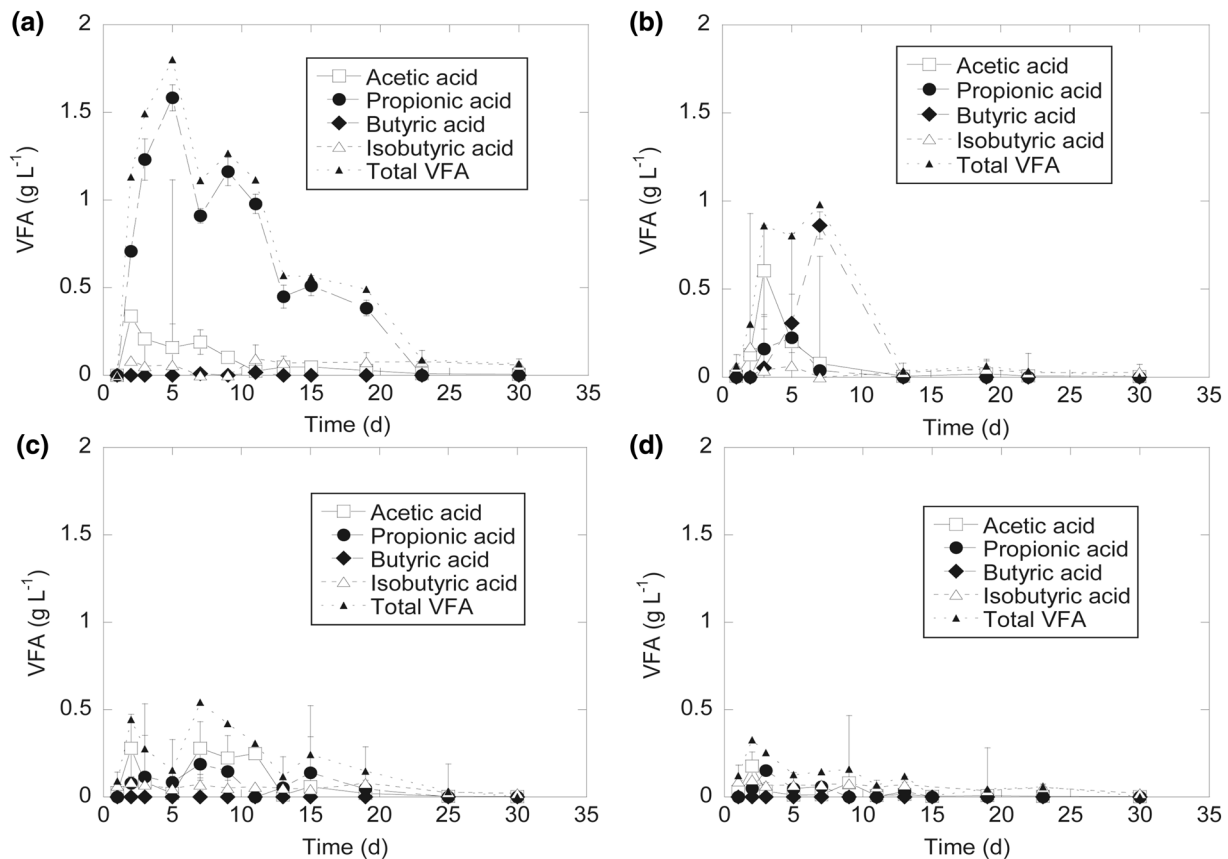 (a)
2
1.5
1
0.5
0
VFA (g L⁻¹)
Acetic acid
Propionic acid
Butyric acid
Isobutyric acid
Total VFA
0 5 10 15 20 25 30 35
Time (d)
(b)
2
1.5
1
0.5
0
VFA (g L⁻¹)
Acetic acid
Propionic acid
Butyric acid
Isobutyric acid
Total VFA
0 5 10 15 20 25 30 35
Time (d)
(c)
2
1.5
1
0.5
0
VFA (g L⁻¹)
Acetic acid
Propionic acid
Butyric acid
Isobutyric acid
Total VFA
0 5 10 15 20 25 30 35
Time (d)
(d)
2
1.5
1
0.5
0
VFA (g L⁻¹)
Acetic acid
Propionic acid
Butyric acid
Isobutyric acid
Total VFA
0 5 10 15 20 25 30 35
Time (d)